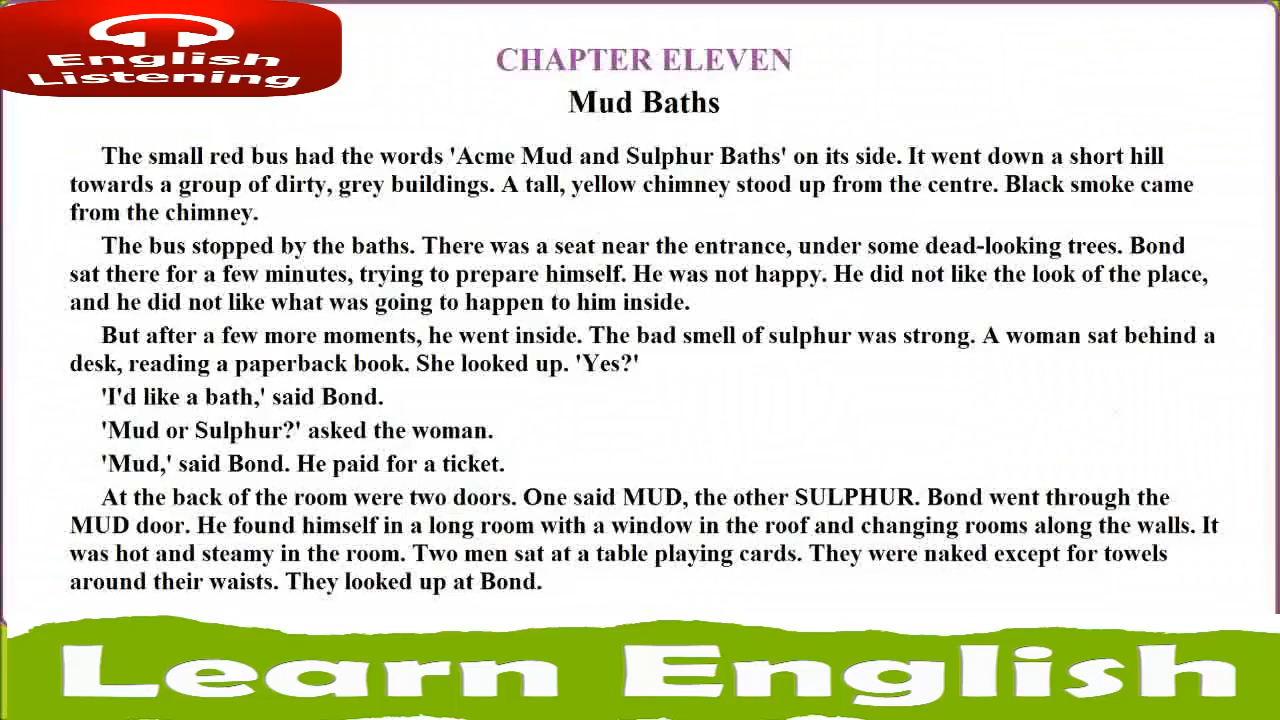 English
Listening
CHAPTER ELEVEN
Mud Baths
The small red bus had the words 'Acme Mud and Sulphur Baths' on its side. It went down a short hill
towards a group of dirty, grey buildings. A tall, yellow chimney stood up from the centre. Black smoke came
from the chimney.
The bus stopped by the baths. There was a seat near the entrance, under some dead-looking trees. Bond
sat there for a few minutes, trying to prepare himself. He was not happy. He did not like the look of the place,
and he did not like what was going to happen to him inside.
But after a few more moments, he went inside. The bad smell of sulphur was strong. A woman sat behind a
desk, reading a paperback book. She looked up. 'Yes?'
'I'd like a bath,' said Bond.
'Mud or Sulphur?' asked the woman.
'Mud,' said Bond. He paid for a ticket.
At the back of the room were two doors. One said MUD, the other SULPHUR. Bond went through the
MUD door. He found himself in a long room with a window in the roof and changing rooms along the walls. It
was hot and steamy in the room. Two men sat at a table playing cards. They were naked except for towels
around their waists. They looked up at Bond.
Learn English